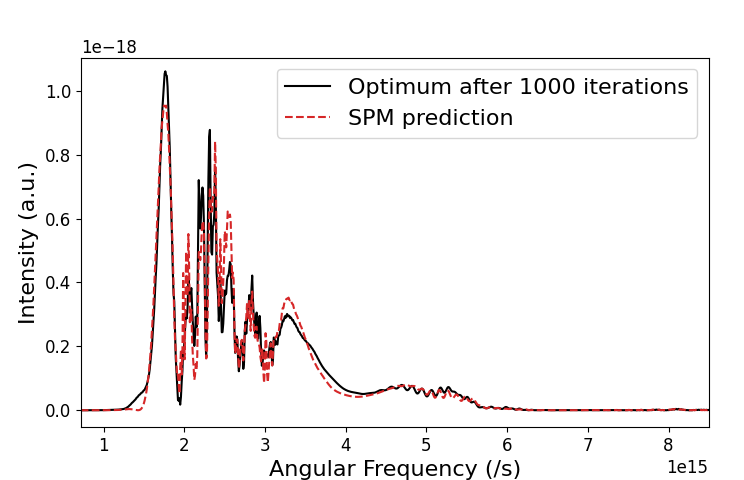 1e−18
Optimum after 1000 iterations
SPM prediction
Intensity (a.u.)
1.0
0.8
0.6
0.4
0.2
0.0
1 2 3 4 5 6 7 8
1e15
Angular Frequency (/s)